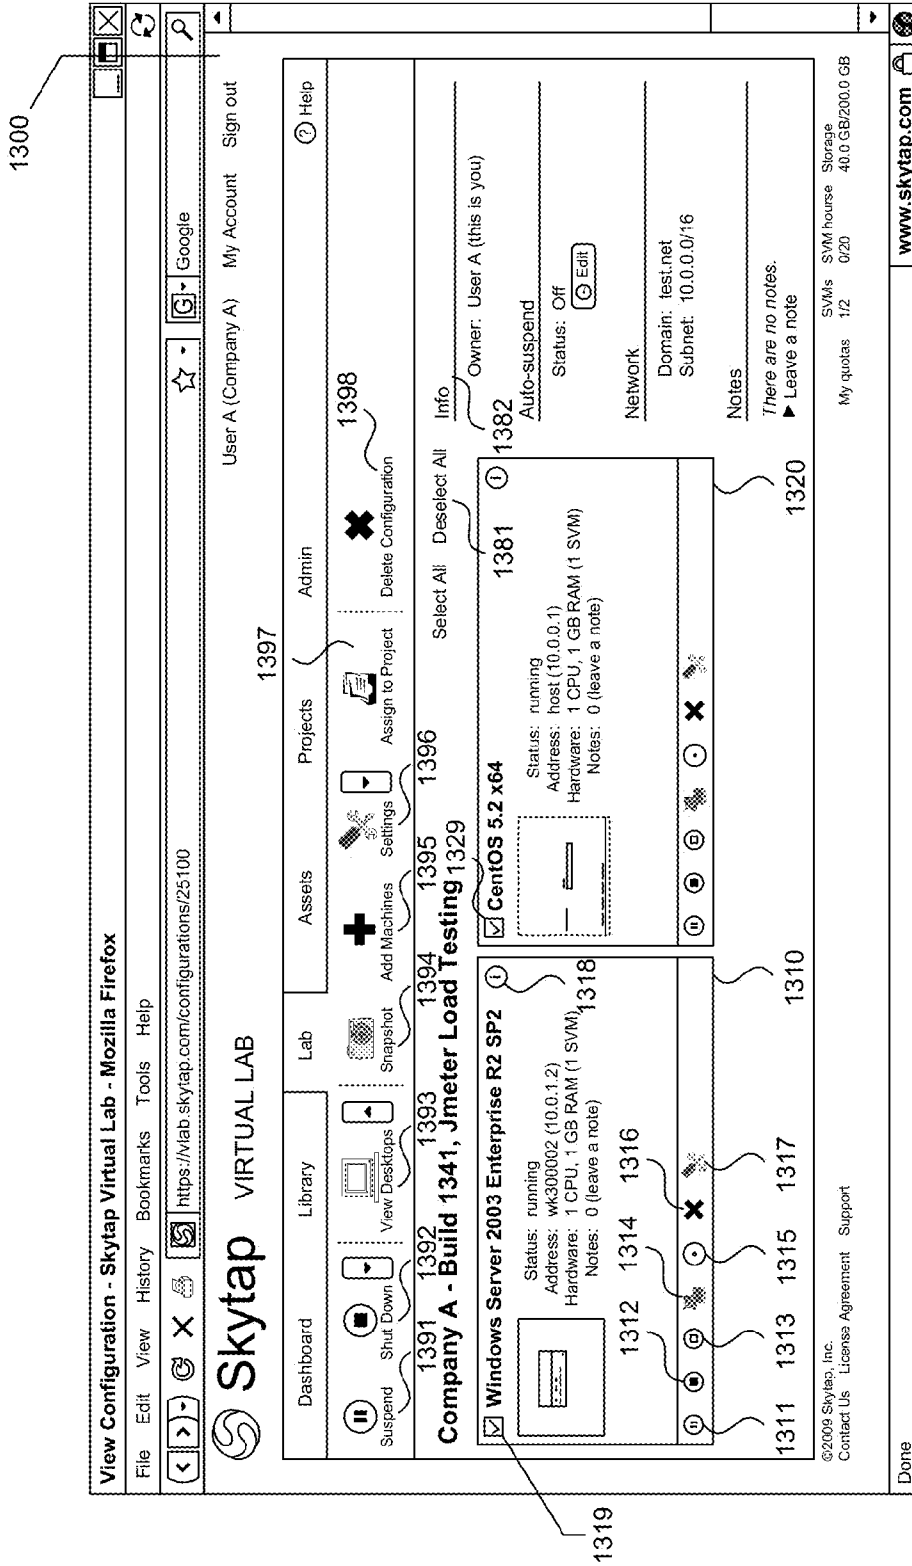 1300
View Configuration - Skytap Virtual Lab - Mozilla Firefox
File Edit View History Bookmarks Tools Help
https://vlab.skytap.com/configurations/25100
G Google
Skytap VIRTUAL LAB
User A (Company A) My Account Sign out
Dashboard Library Lab Assets Projects Admin ? Help
1397
1398
Suspend Shut Down View Desktops Snapshot Add Machines Settings Assign to Project Delete Configuration
1391 1392 1393 1394 1395 1396
Company A - Build 1341, Jmeter Load Testing
1329
Select All Deselect All
1381
1382
Info
Owner: User A (this is you)
Auto-suspend
Status: Off
Edit
Network
Domain: test.net
Subnet: 10.0.0.0/16
Notes
There are no notes.
Leave a note
Windows Server 2003 Enterprise R2 SP2 i
1318
Status: running
Address: wk300002 (10.0.1.2)
Hardware: 1 CPU, 1 GB RAM (1 SVM)
Notes: 0 (leave a note)
1312 1314 1316
1311 1313 1315 1317
1310
1319
CentOS 5.2 x64 i
Status: running
Address: host (10.0.0.1)
Hardware: 1 CPU, 1 GB RAM (1 SVM)
Notes: 0 (leave a note)
1320
©2009 Skytap, Inc.
Contact Us License Agreement Support
My quotas SVMs 1/2 SVM hourse 0/20 Storage 40.0 GB/200.0 GB
Done
www.skytap.com